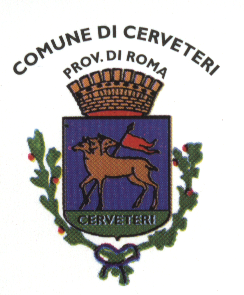 COMUNE DI CERVETERI
PROV. DI ROMA
CERVETERI